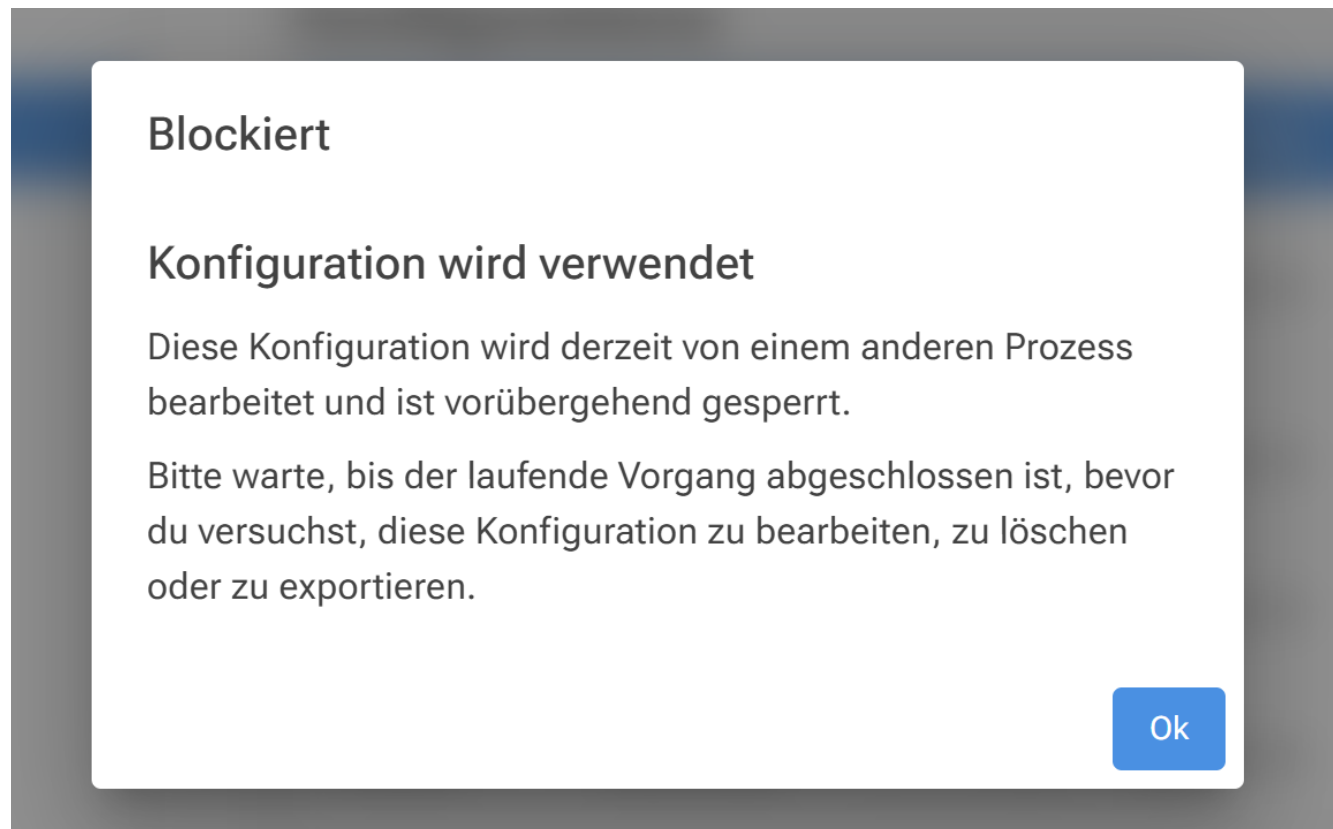 Blockiert
Konfiguration wird verwendet
Diese Konfiguration wird derzeit von einem anderen Prozess
bearbeitet und ist vorübergehend gesperrt.
Bitte warte, bis der laufende Vorgang abgeschlossen ist, bevor
du versuchst, diese Konfiguration zu bearbeiten, zu löschen
oder zu exportieren.
Ok